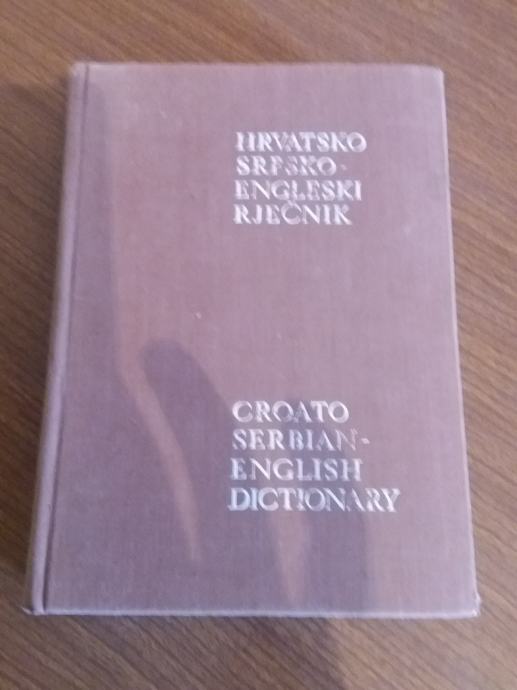 HRVATSKO
SRPSKO-
ENGLESKI
RJEČNIK
CROATO
SERBIAN-
ENGLISH
DICTIONARY